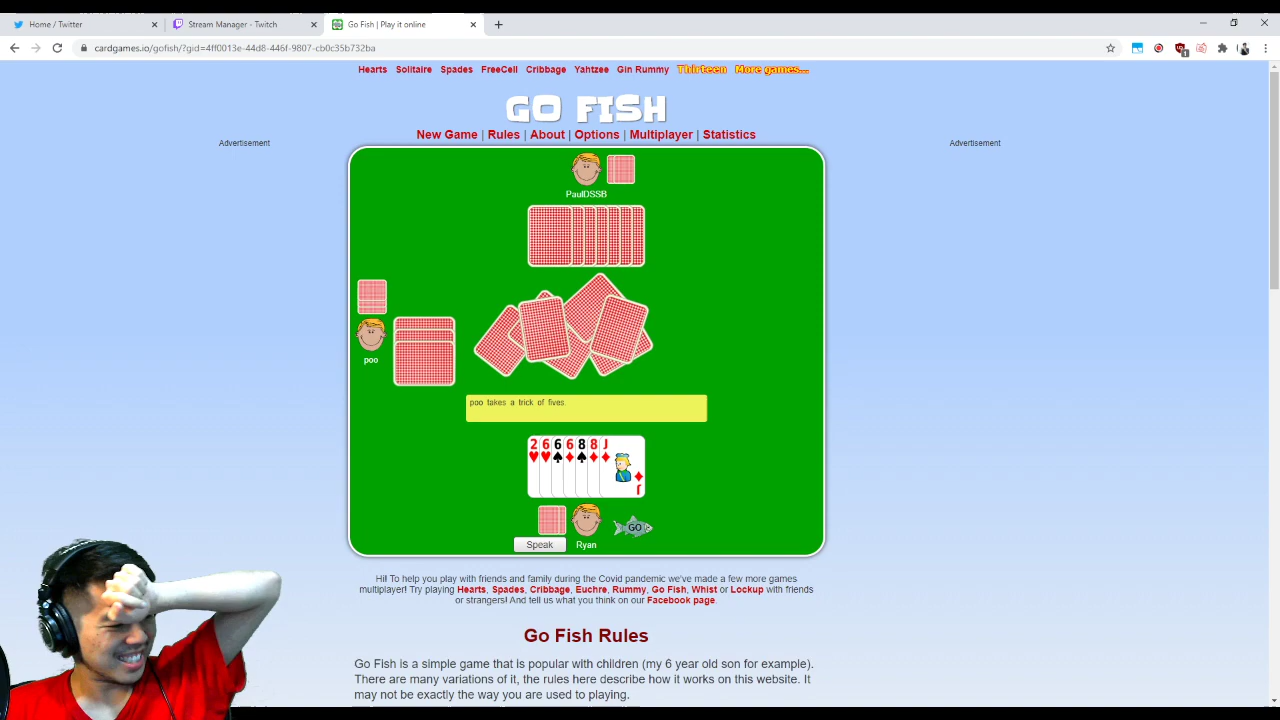 Home / Twitter
Stream Manager - Twitch
Go Fish | Play it online
cardgames.io/gofish/?gid=4ff0013e-44d8-446f-9807-cb0c35b732ba
Hearts Solitaire Spades FreeCell Cribbage Yahtzee Gin Rummy Thirteen More games...
GO FISH
New Game | Rules | About | Options | Multiplayer | Statistics
Advertisement
Advertisement
PaulDSSB
poo
poo takes a trick of fives.
2 6 6 6 8 8 J
J
GO
Speak
Ryan
Hi! To help you play with friends and family during the Covid pandemic we've made a few more games
multiplayer! Try playing Hearts, Spades, Cribbage, Euchre, Rummy, Go Fish, Whist or Lockup with friends
or strangers! And tell us what you think on our Facebook page.
Go Fish Rules
Go Fish is a simple game that is popular with children (my 6 year old son for example).
There are many variations of it, the rules here describe how it works on this website. It
may not be exactly the way you are used to playing.